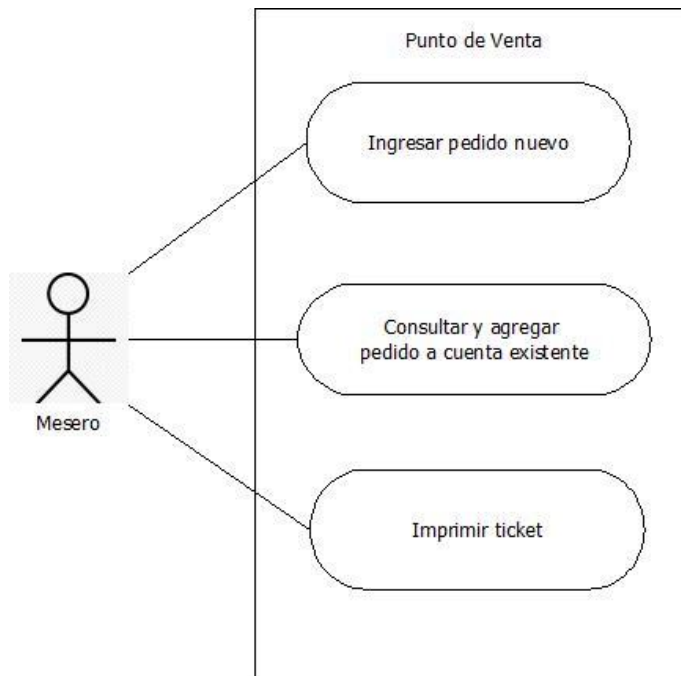 Punto de Venta
Ingresar pedido nuevo
Consultar y agregar
pedido a cuenta existente
Mesero
Imprimir ticket